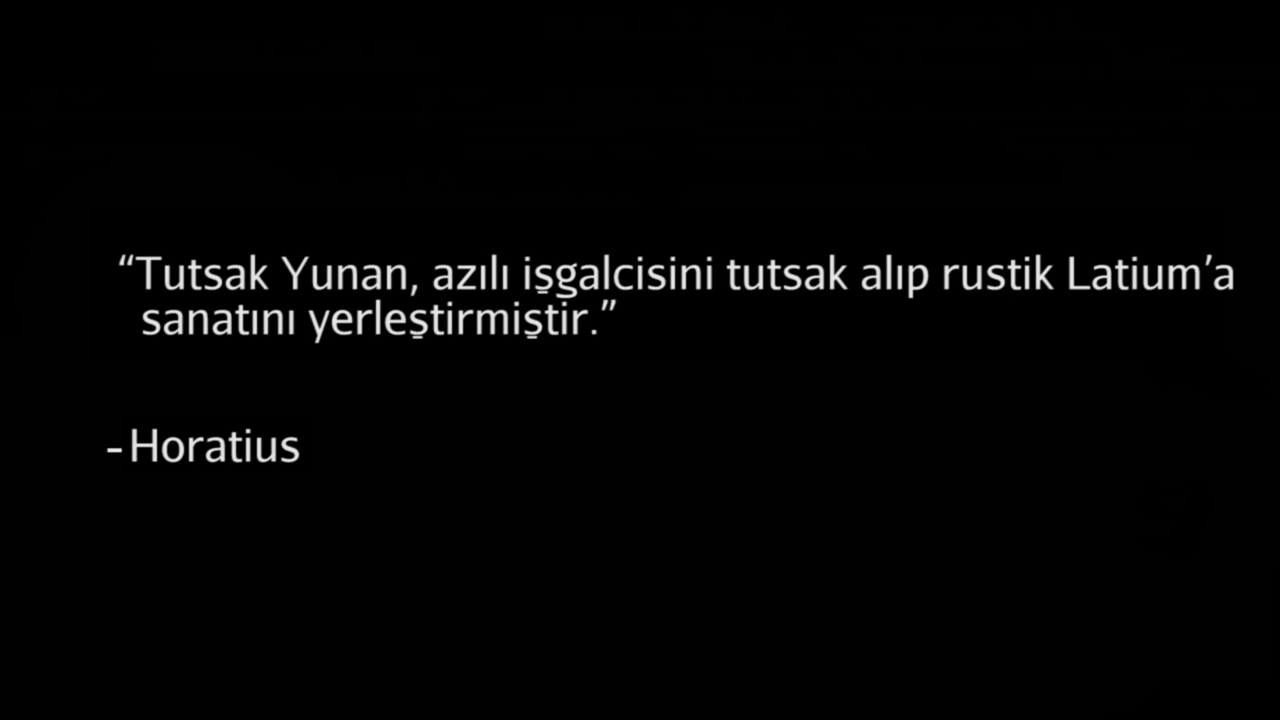 “Tutsak Yunan, azılı işgalcisini tutsak alıp rustik Latium’a
sanatını yerleştirmiştir.”
-Horatius